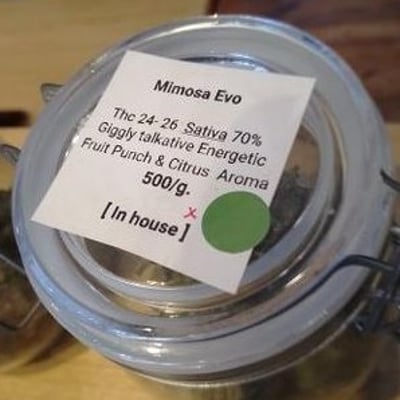 Mimosa Evo
Thc 24-26 Sativa 70%
Giggly talkative Energetic
Fruit Punch & Citrus Aroma
500/g.
x
[ In house ]